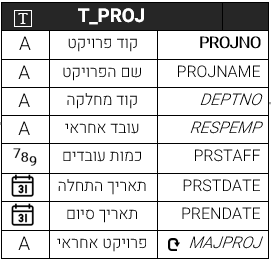 T T_PROJ
A קוד פרויקט PROJNO
A שם הפרויקט PROJNAME
A קוד מחלקה DEPTNO
A עובד אחראי RESPEMP
789 כמות עובדים PRSTAFF
31 תאריך התחלה PRSTDATE
31 תאריך סיום PRENDATE
A פרויקט אחראי MAJPROJ